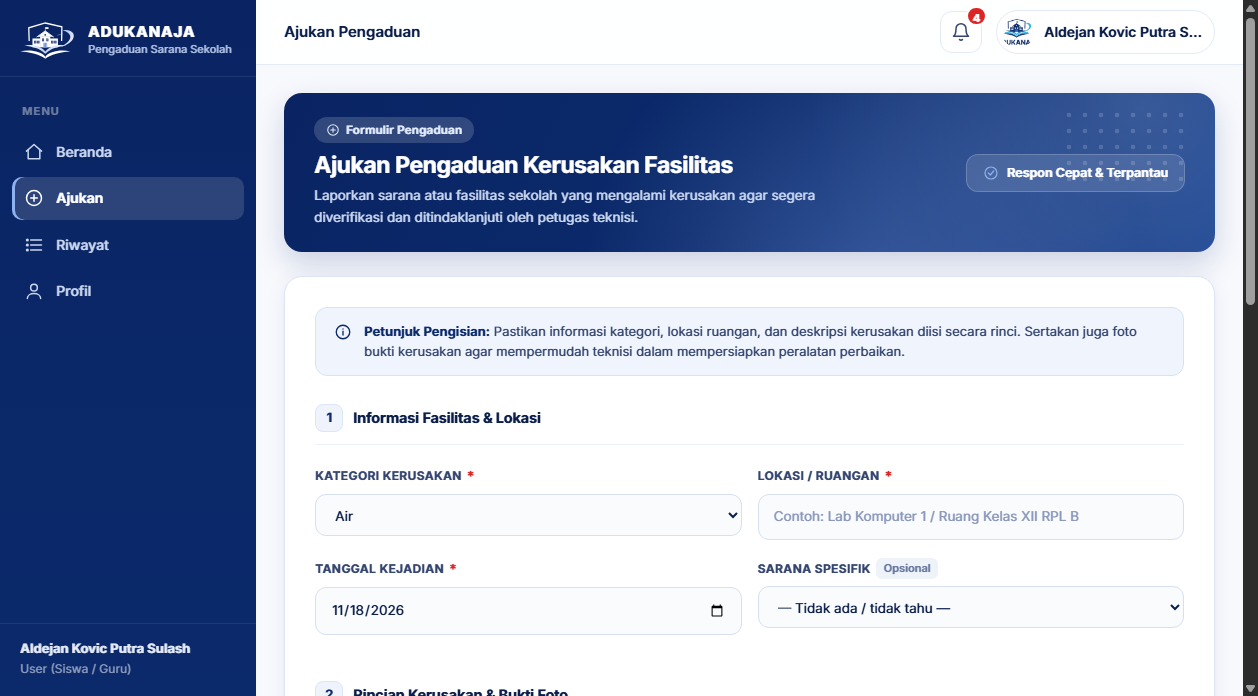 ADUKANAJA
Pengaduan Sarana Sekolah
MENU
Beranda
Ajukan
Riwayat
Profil
Aldejan Kovic Putra Sulash
User (Siswa / Guru)
Ajukan Pengaduan
4
Aldejan Kovic Putra S...
Formulir Pengaduan
Ajukan Pengaduan Kerusakan Fasilitas
Laporkan sarana atau fasilitas sekolah yang mengalami kerusakan agar segera
diverifikasi dan ditindaklanjuti oleh petugas teknisi.
Respon Cepat & Terpantau
Petunjuk Pengisian: Pastikan informasi kategori, lokasi ruangan, dan deskripsi kerusakan diisi secara rinci. Sertakan juga foto
bukti kerusakan agar mempermudah teknisi dalam mempersiapkan peralatan perbaikan.
1 Informasi Fasilitas & Lokasi
KATEGORI KERUSAKAN *
Air
LOKASI / RUANGAN *
Contoh: Lab Komputer 1 / Ruang Kelas XII RPL B
TANGGAL KEJADIAN *
11/18/2026
SARANA SPESIFIK Opsional
— Tidak ada / tidak tahu —
2 Rincian Kerusakan & Bukti Foto